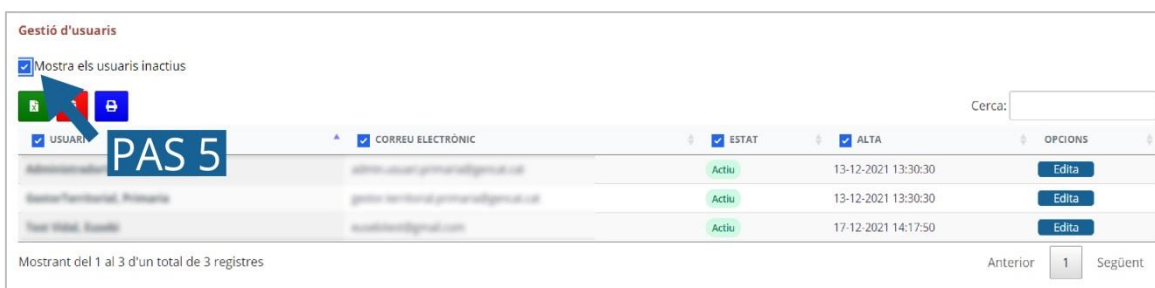 Gestió d'usuaris
Mostra els usuaris inactius
Cerca:
PAS 5
USUARI CORREU ELECTRÒNIC ESTAT ALTA OPCIONS
Actiu 13-12-2021 13:30:30 Edita
Actiu 13-12-2021 13:30:30 Edita
Actiu 17-12-2021 14:17:50 Edita
Mostrant del 1 al 3 d'un total de 3 registres Anterior 1 Següent